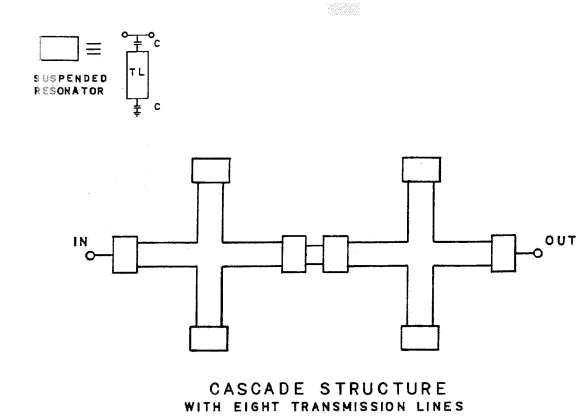 C
TL
SUSPENDED
RESONATOR
C
IN
OUT
CASCADE STRUCTURE
WITH EIGHT TRANSMISSION LINES